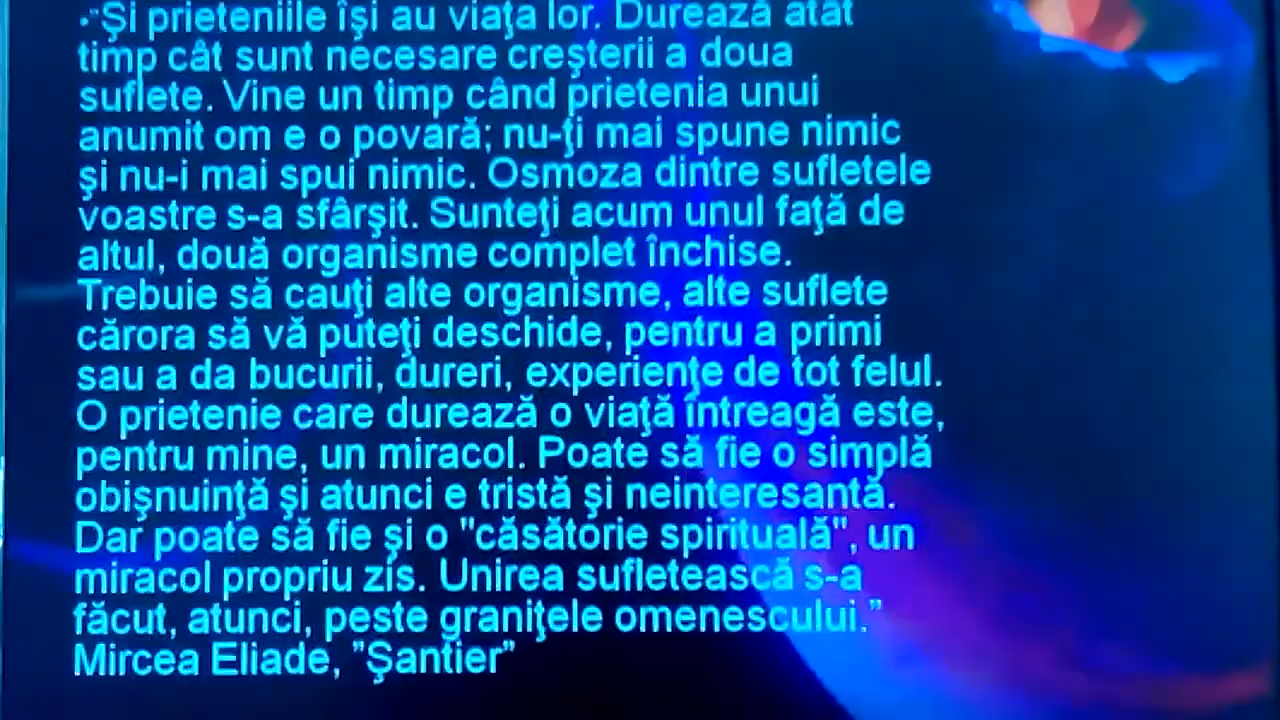 •"Şi prieteniile îşi au viaţa lor. Durează atât
timp cât sunt necesare creşterii a doua
suflete. Vine un timp când prietenia unui
anumit om e o povară; nu-ţi mai spune nimic
şi nu-i mai spui nimic. Osmoza dintre sufletele
voastre s-a sfârşit. Sunteţi acum unul faţă de
altul, două organisme complet închise.
Trebuie să cauţi alte organisme, alte suflete
cărora să vă puteţi deschide, pentru a primi
sau a da bucurii, dureri, experienţe de tot felul.
O prietenie care durează o viaţă întreagă este,
pentru mine, un miracol. Poate să fie o simplă
obişnuinţă şi atunci e tristă şi neinteresantă.
Dar poate să fie şi o "căsătorie spirituală", un
miracol propriu zis. Unirea sufletească s-a
făcut, atunci, peste graniţele omenescului."
Mircea Eliade, "Şantier"